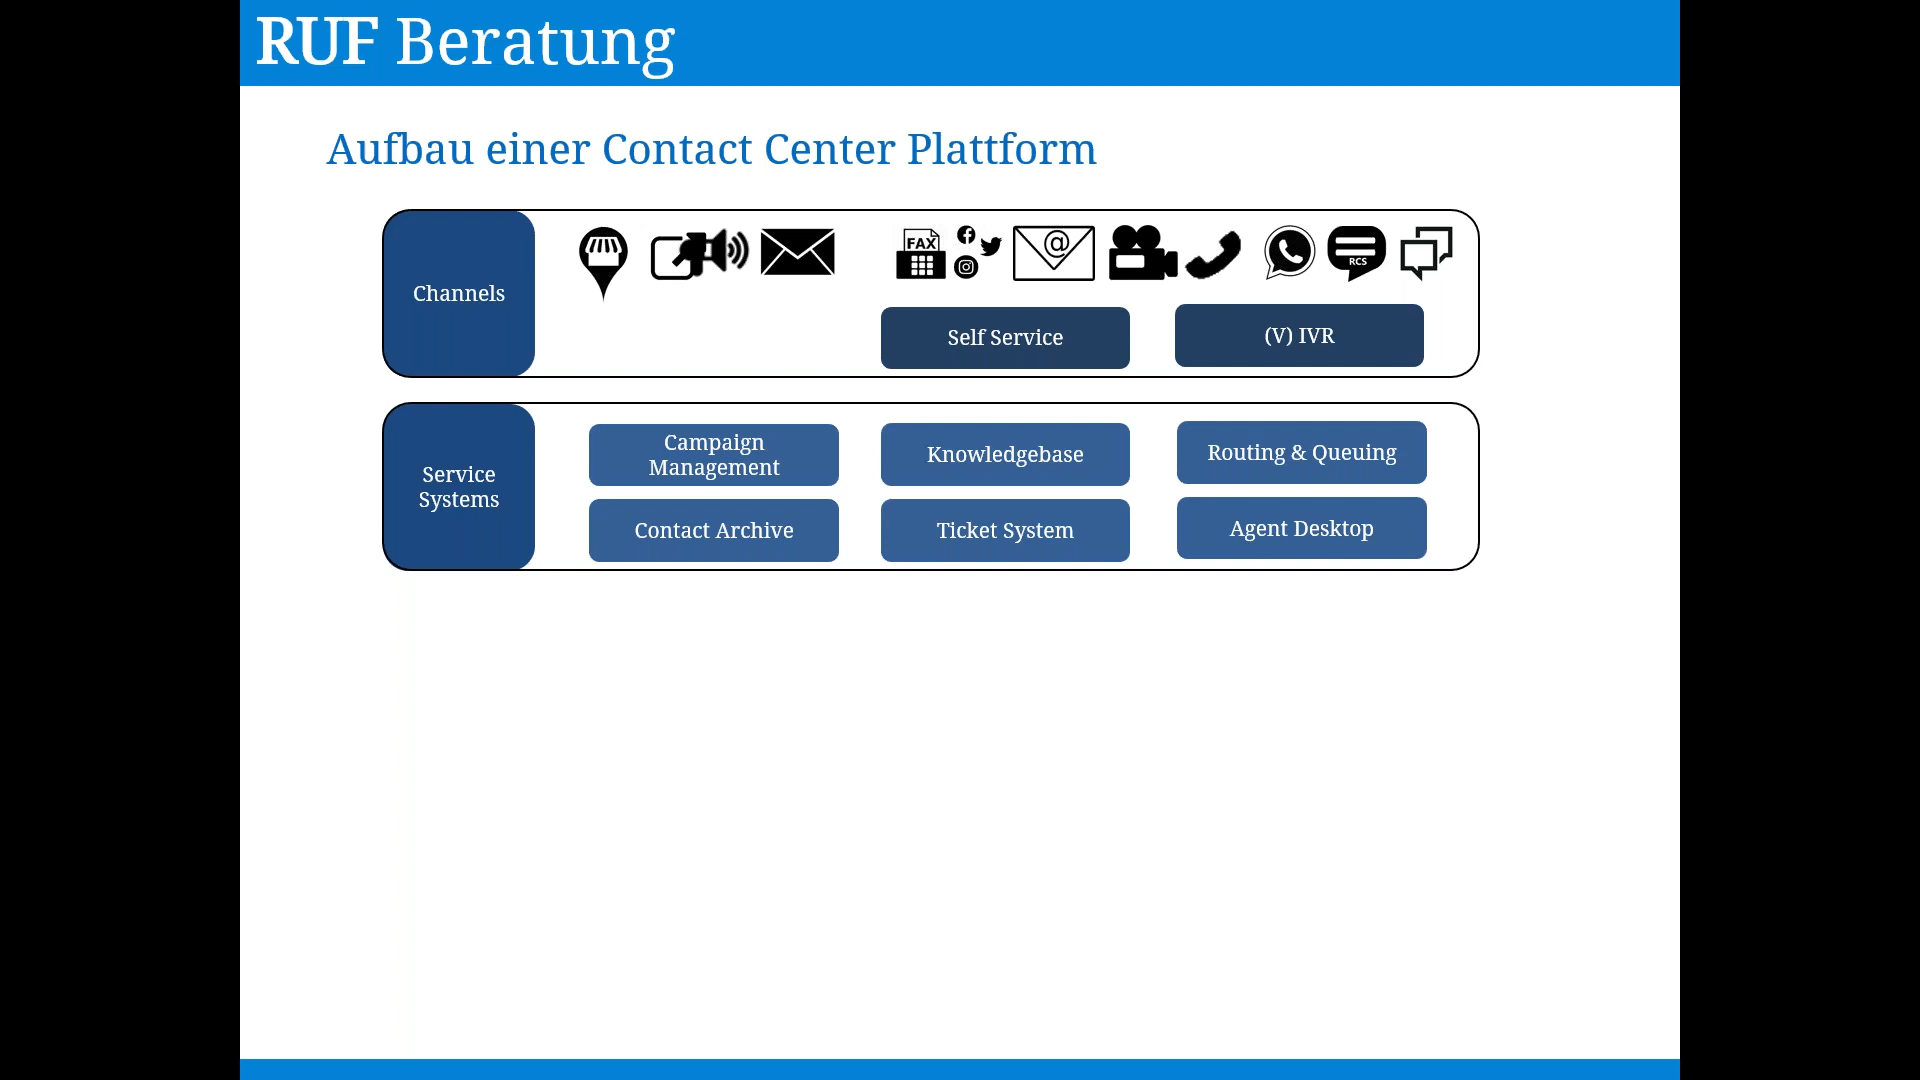 RUF Beratung
Aufbau einer Contact Center Plattform
Channels
FAX
@
RCS
Self Service
(V) IVR
Service
Systems
Campaign
Management
Knowledgebase
Routing & Queuing
Contact Archive
Ticket System
Agent Desktop